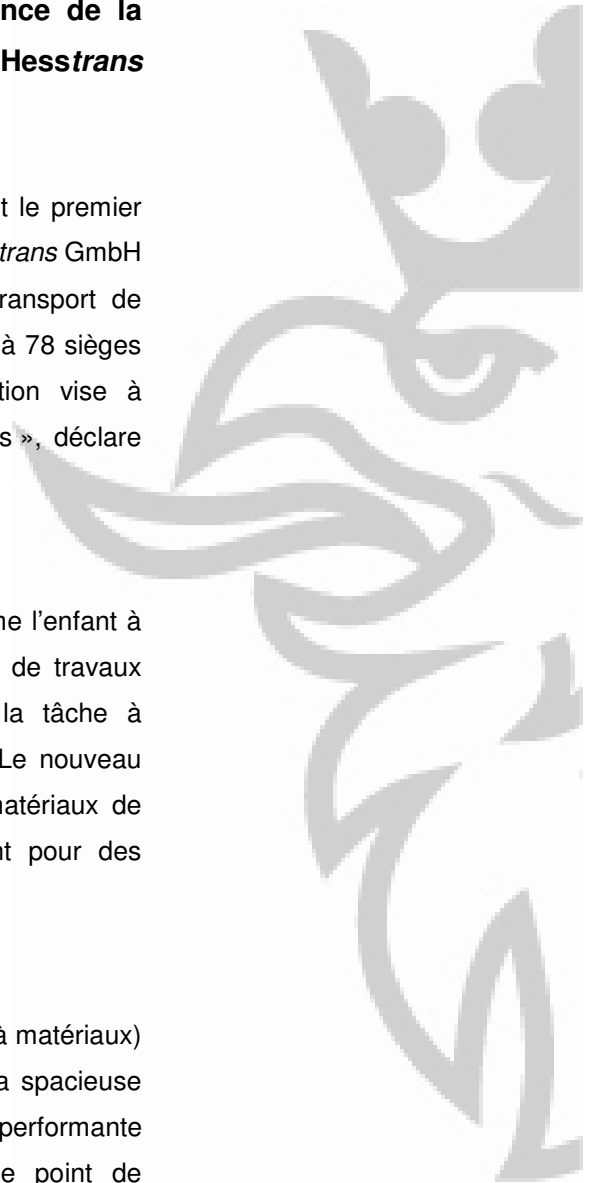 nce de la
Hesstrans
t le premier
trans GmbH
ransport de
à 78 sièges
tion vise à
s », déclare
ne l’enfant à
de travaux
la tâche à
Le nouveau
natériaux de
nt pour des
à matériaux)
a spacieuse
performante
e point de